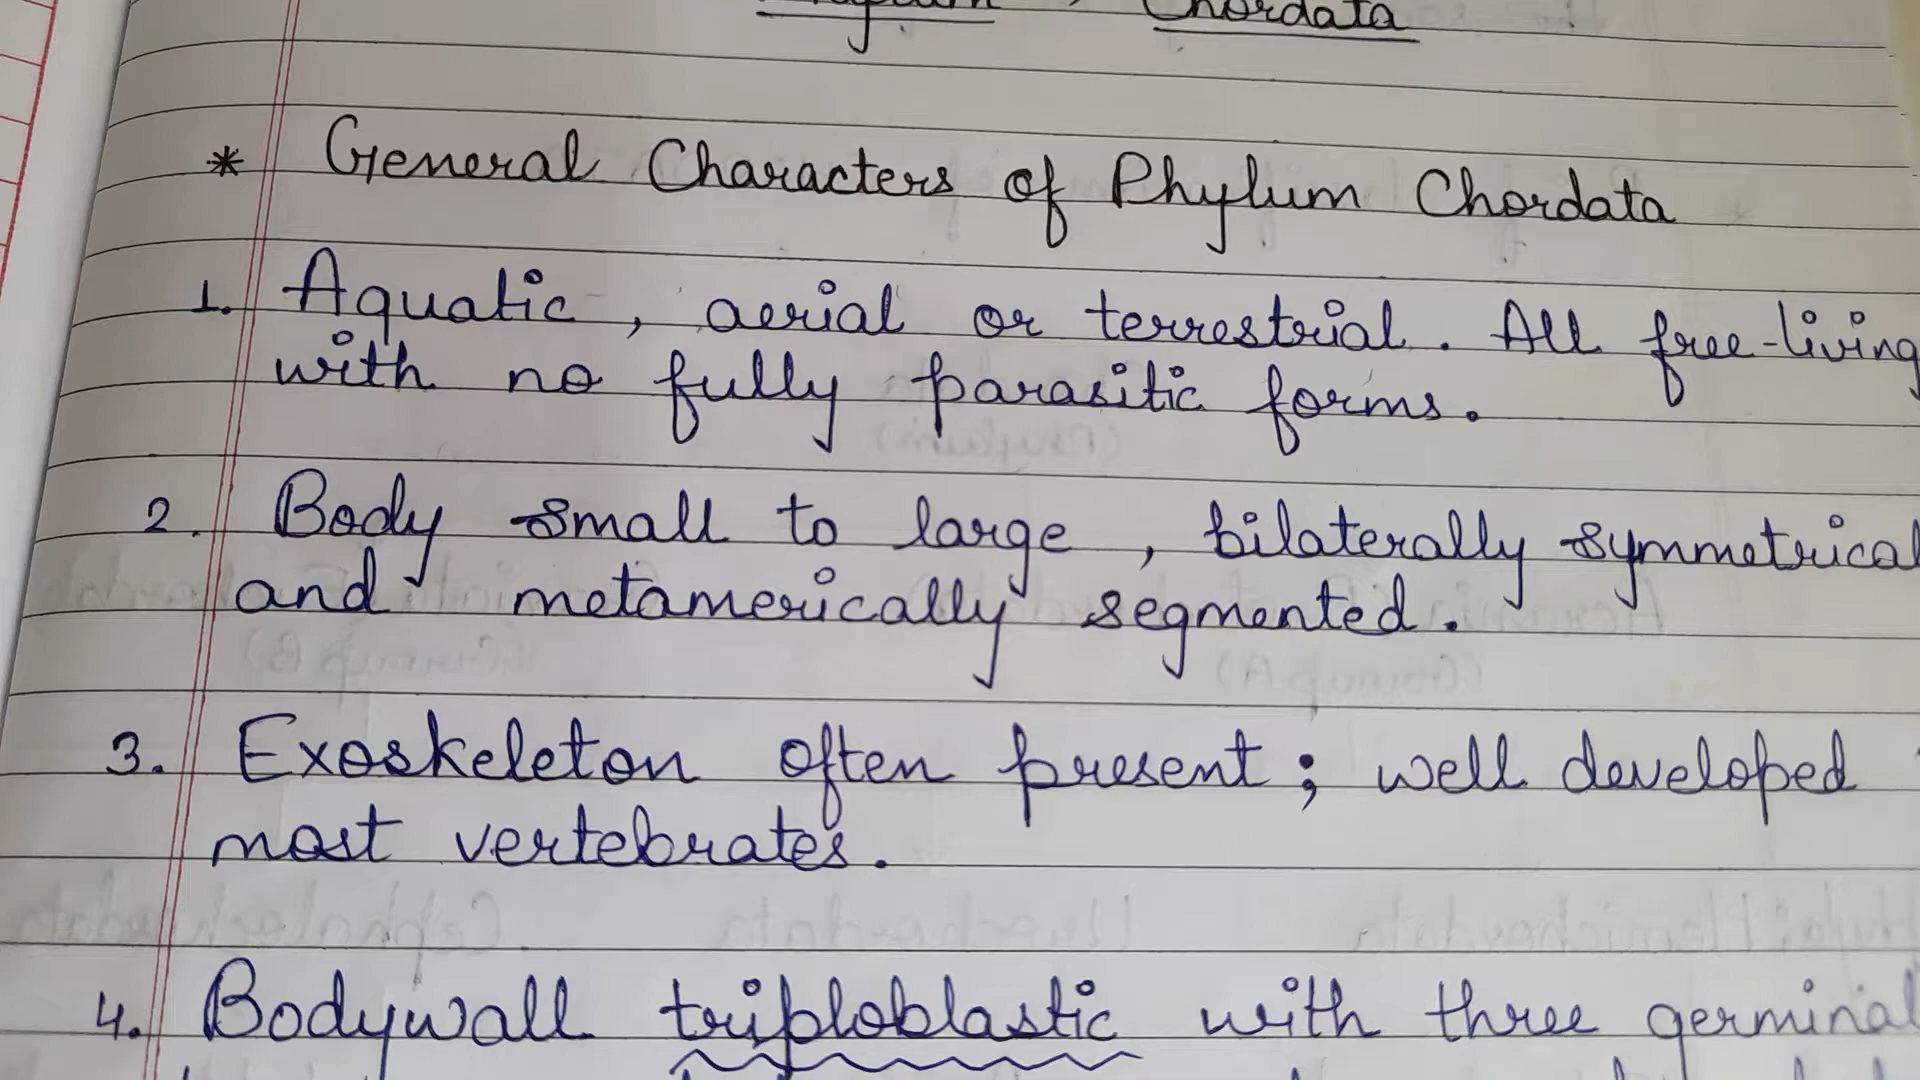 Chordata
* General Characters of Phylum Chordata
1. Aquatic, aerial or terrestrial. All free-living
with no fully parasitic forms.
2. Body small to large, bilaterally symmetrical
and metamerically segmented.
3. Exoskeleton often present; well developed
most vertebrates.
4. Bodywall triploblastic with three germinal